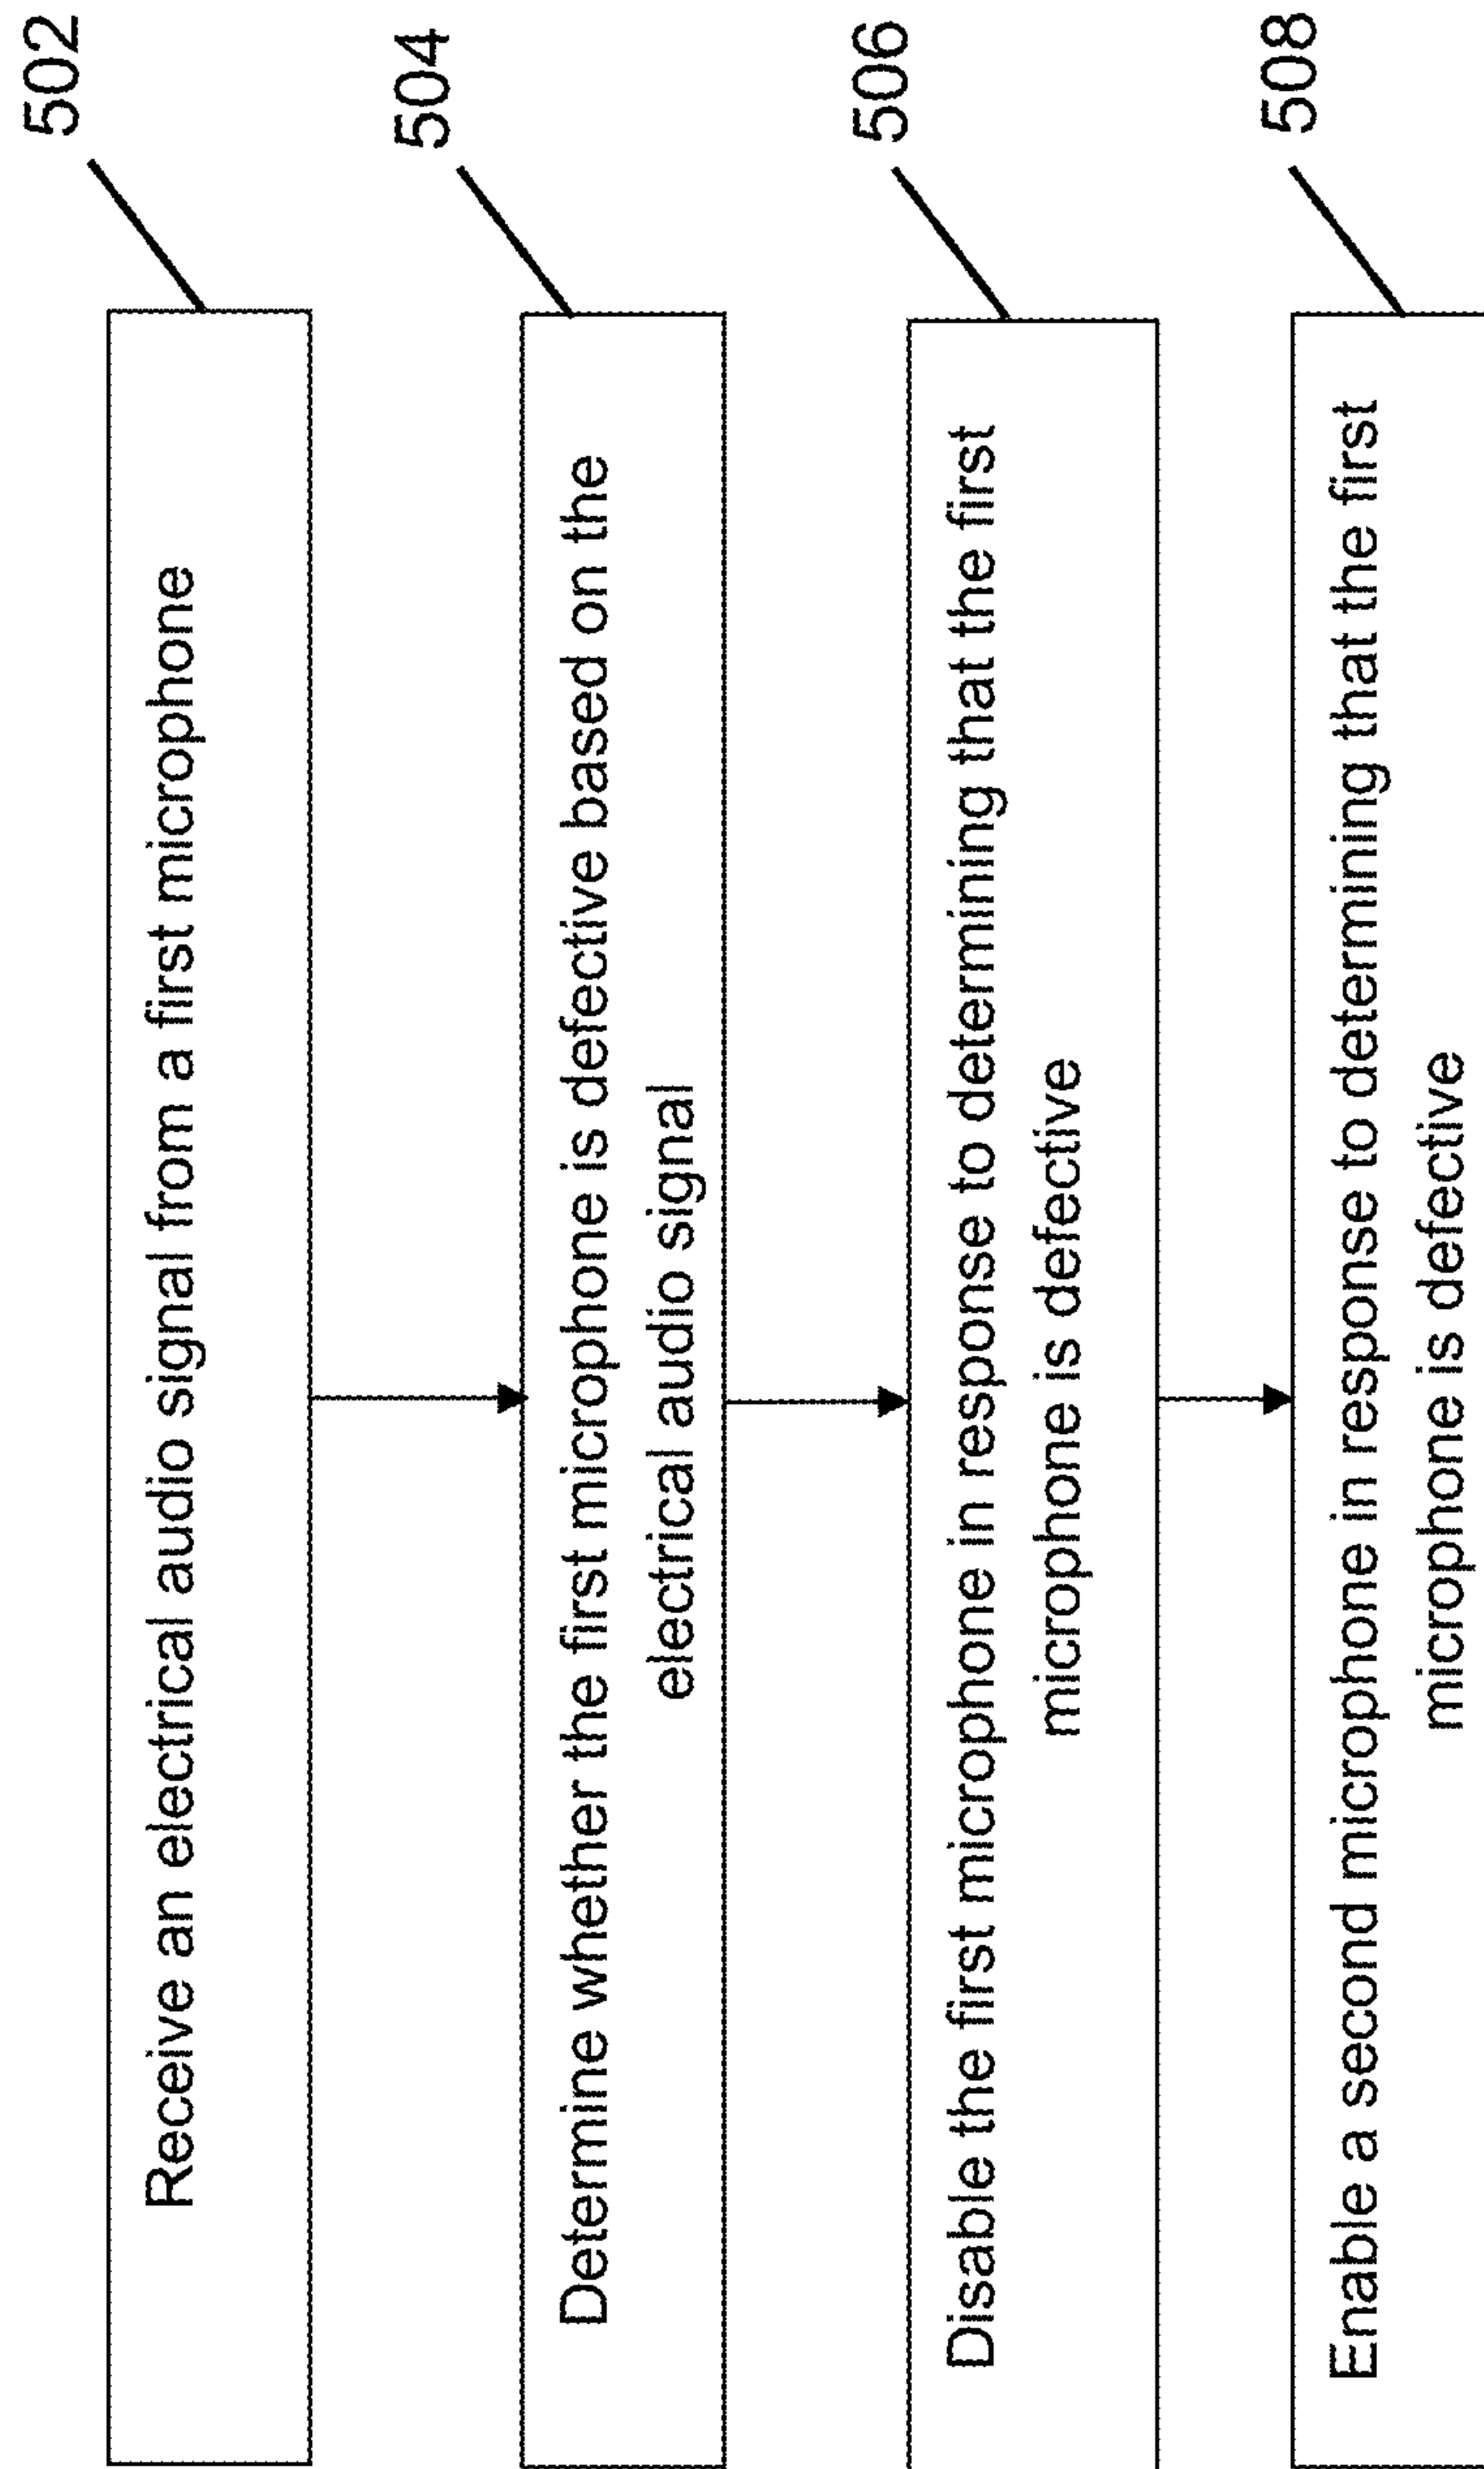 502
Receive an electrical audio signal from a first microphone
504
Determine whether the first microphone is defective based on the
electrical audio signal
506
Disable the first microphone in response to determining that the first
microphone is defective
508
Enable a second microphone in response to determining that the first
microphone is defective